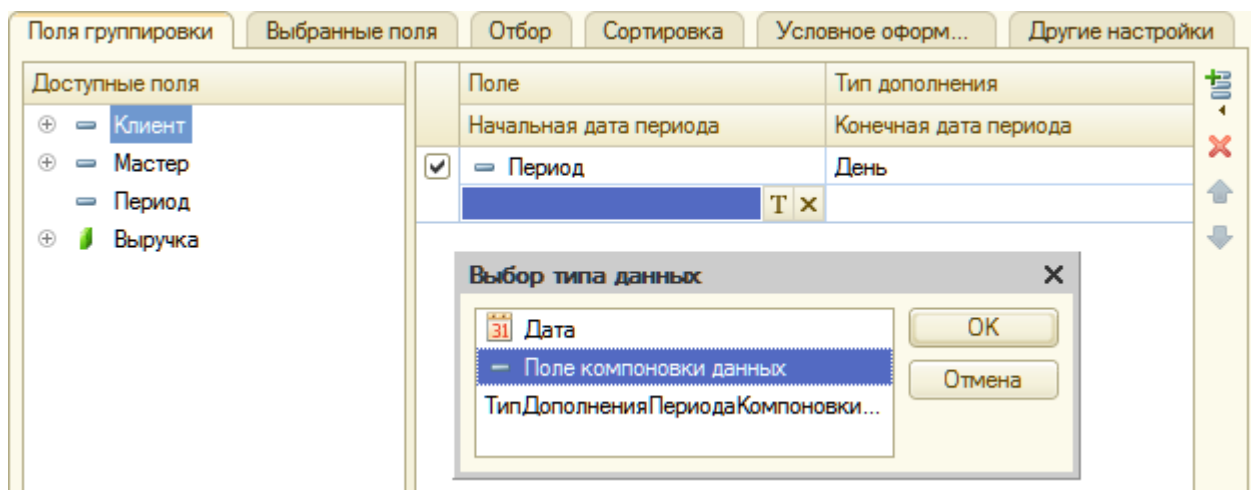 Поля группировки Выбранные поля Отбор Сортировка Условное оформ... Другие настройки
Доступные поля Поле Тип дополнения
Клиент Начальная дата периода Конечная дата периода
Мастер Период День
Период T
Выручка
Выбор типа данных
31 Дата OK
Поле компоновки данных Отмена
ТипДополненияПериодаКомпоновки...